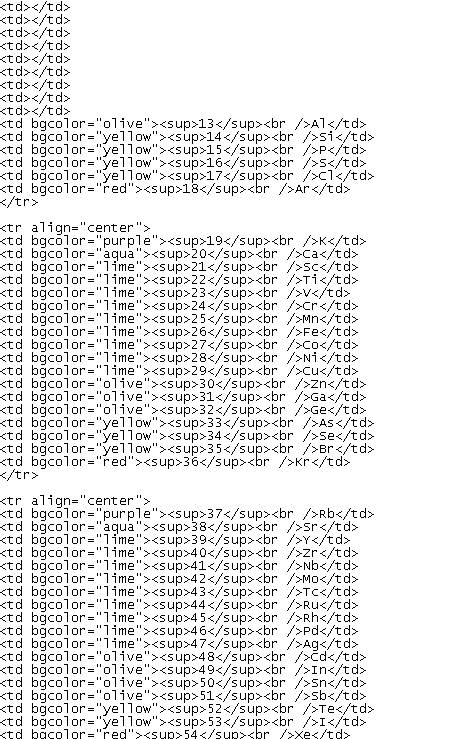 <td></td>
<td></td>
<td></td>
<td></td>
<td></td>
<td></td>
<td></td>
<td></td>
<td></td>
<td bgcolor="olive"><sup>13</sup><br />Al</td>
<td bgcolor="yellow"><sup>14</sup><br />Si</td>
<td bgcolor="yellow"><sup>15</sup><br />P</td>
<td bgcolor="yellow"><sup>16</sup><br />S</td>
<td bgcolor="yellow"><sup>17</sup><br />Cl</td>
<td bgcolor="red"><sup>18</sup><br />Ar</td>
</tr>
<tr align="center">
<td bgcolor="purple"><sup>19</sup><br />K</td>
<td bgcolor="aqua"><sup>20</sup><br />Ca</td>
<td bgcolor="lime"><sup>21</sup><br />Sc</td>
<td bgcolor="lime"><sup>22</sup><br />Ti</td>
<td bgcolor="lime"><sup>23</sup><br />V</td>
<td bgcolor="lime"><sup>24</sup><br />Cr</td>
<td bgcolor="lime"><sup>25</sup><br />Mn</td>
<td bgcolor="lime"><sup>26</sup><br />Fe</td>
<td bgcolor="lime"><sup>27</sup><br />Co</td>
<td bgcolor="lime"><sup>28</sup><br />Ni</td>
<td bgcolor="lime"><sup>29</sup><br />Cu</td>
<td bgcolor="olive"><sup>30</sup><br />Zn</td>
<td bgcolor="olive"><sup>31</sup><br />Ga</td>
<td bgcolor="olive"><sup>32</sup><br />Ge</td>
<td bgcolor="yellow"><sup>33</sup><br />As</td>
<td bgcolor="yellow"><sup>34</sup><br />Se</td>
<td bgcolor="yellow"><sup>35</sup><br />Br</td>
<td bgcolor="red"><sup>36</sup><br />Kr</td>
</tr>
<tr align="center">
<td bgcolor="purple"><sup>37</sup><br />Rb</td>
<td bgcolor="aqua"><sup>38</sup><br />Sr</td>
<td bgcolor="lime"><sup>39</sup><br />Y</td>
<td bgcolor="lime"><sup>40</sup><br />Zr</td>
<td bgcolor="lime"><sup>41</sup><br />Nb</td>
<td bgcolor="lime"><sup>42</sup><br />Mo</td>
<td bgcolor="lime"><sup>43</sup><br />Tc</td>
<td bgcolor="lime"><sup>44</sup><br />Ru</td>
<td bgcolor="lime"><sup>45</sup><br />Rh</td>
<td bgcolor="lime"><sup>46</sup><br />Pd</td>
<td bgcolor="lime"><sup>47</sup><br />Ag</td>
<td bgcolor="olive"><sup>48</sup><br />Cd</td>
<td bgcolor="olive"><sup>49</sup><br />In</td>
<td bgcolor="olive"><sup>50</sup><br />Sn</td>
<td bgcolor="olive"><sup>51</sup><br />Sb</td>
<td bgcolor="yellow"><sup>52</sup><br />Te</td>
<td bgcolor="yellow"><sup>53</sup><br />I</td>
<td bgcolor="red"><sup>54</sup><br />Xe</td>